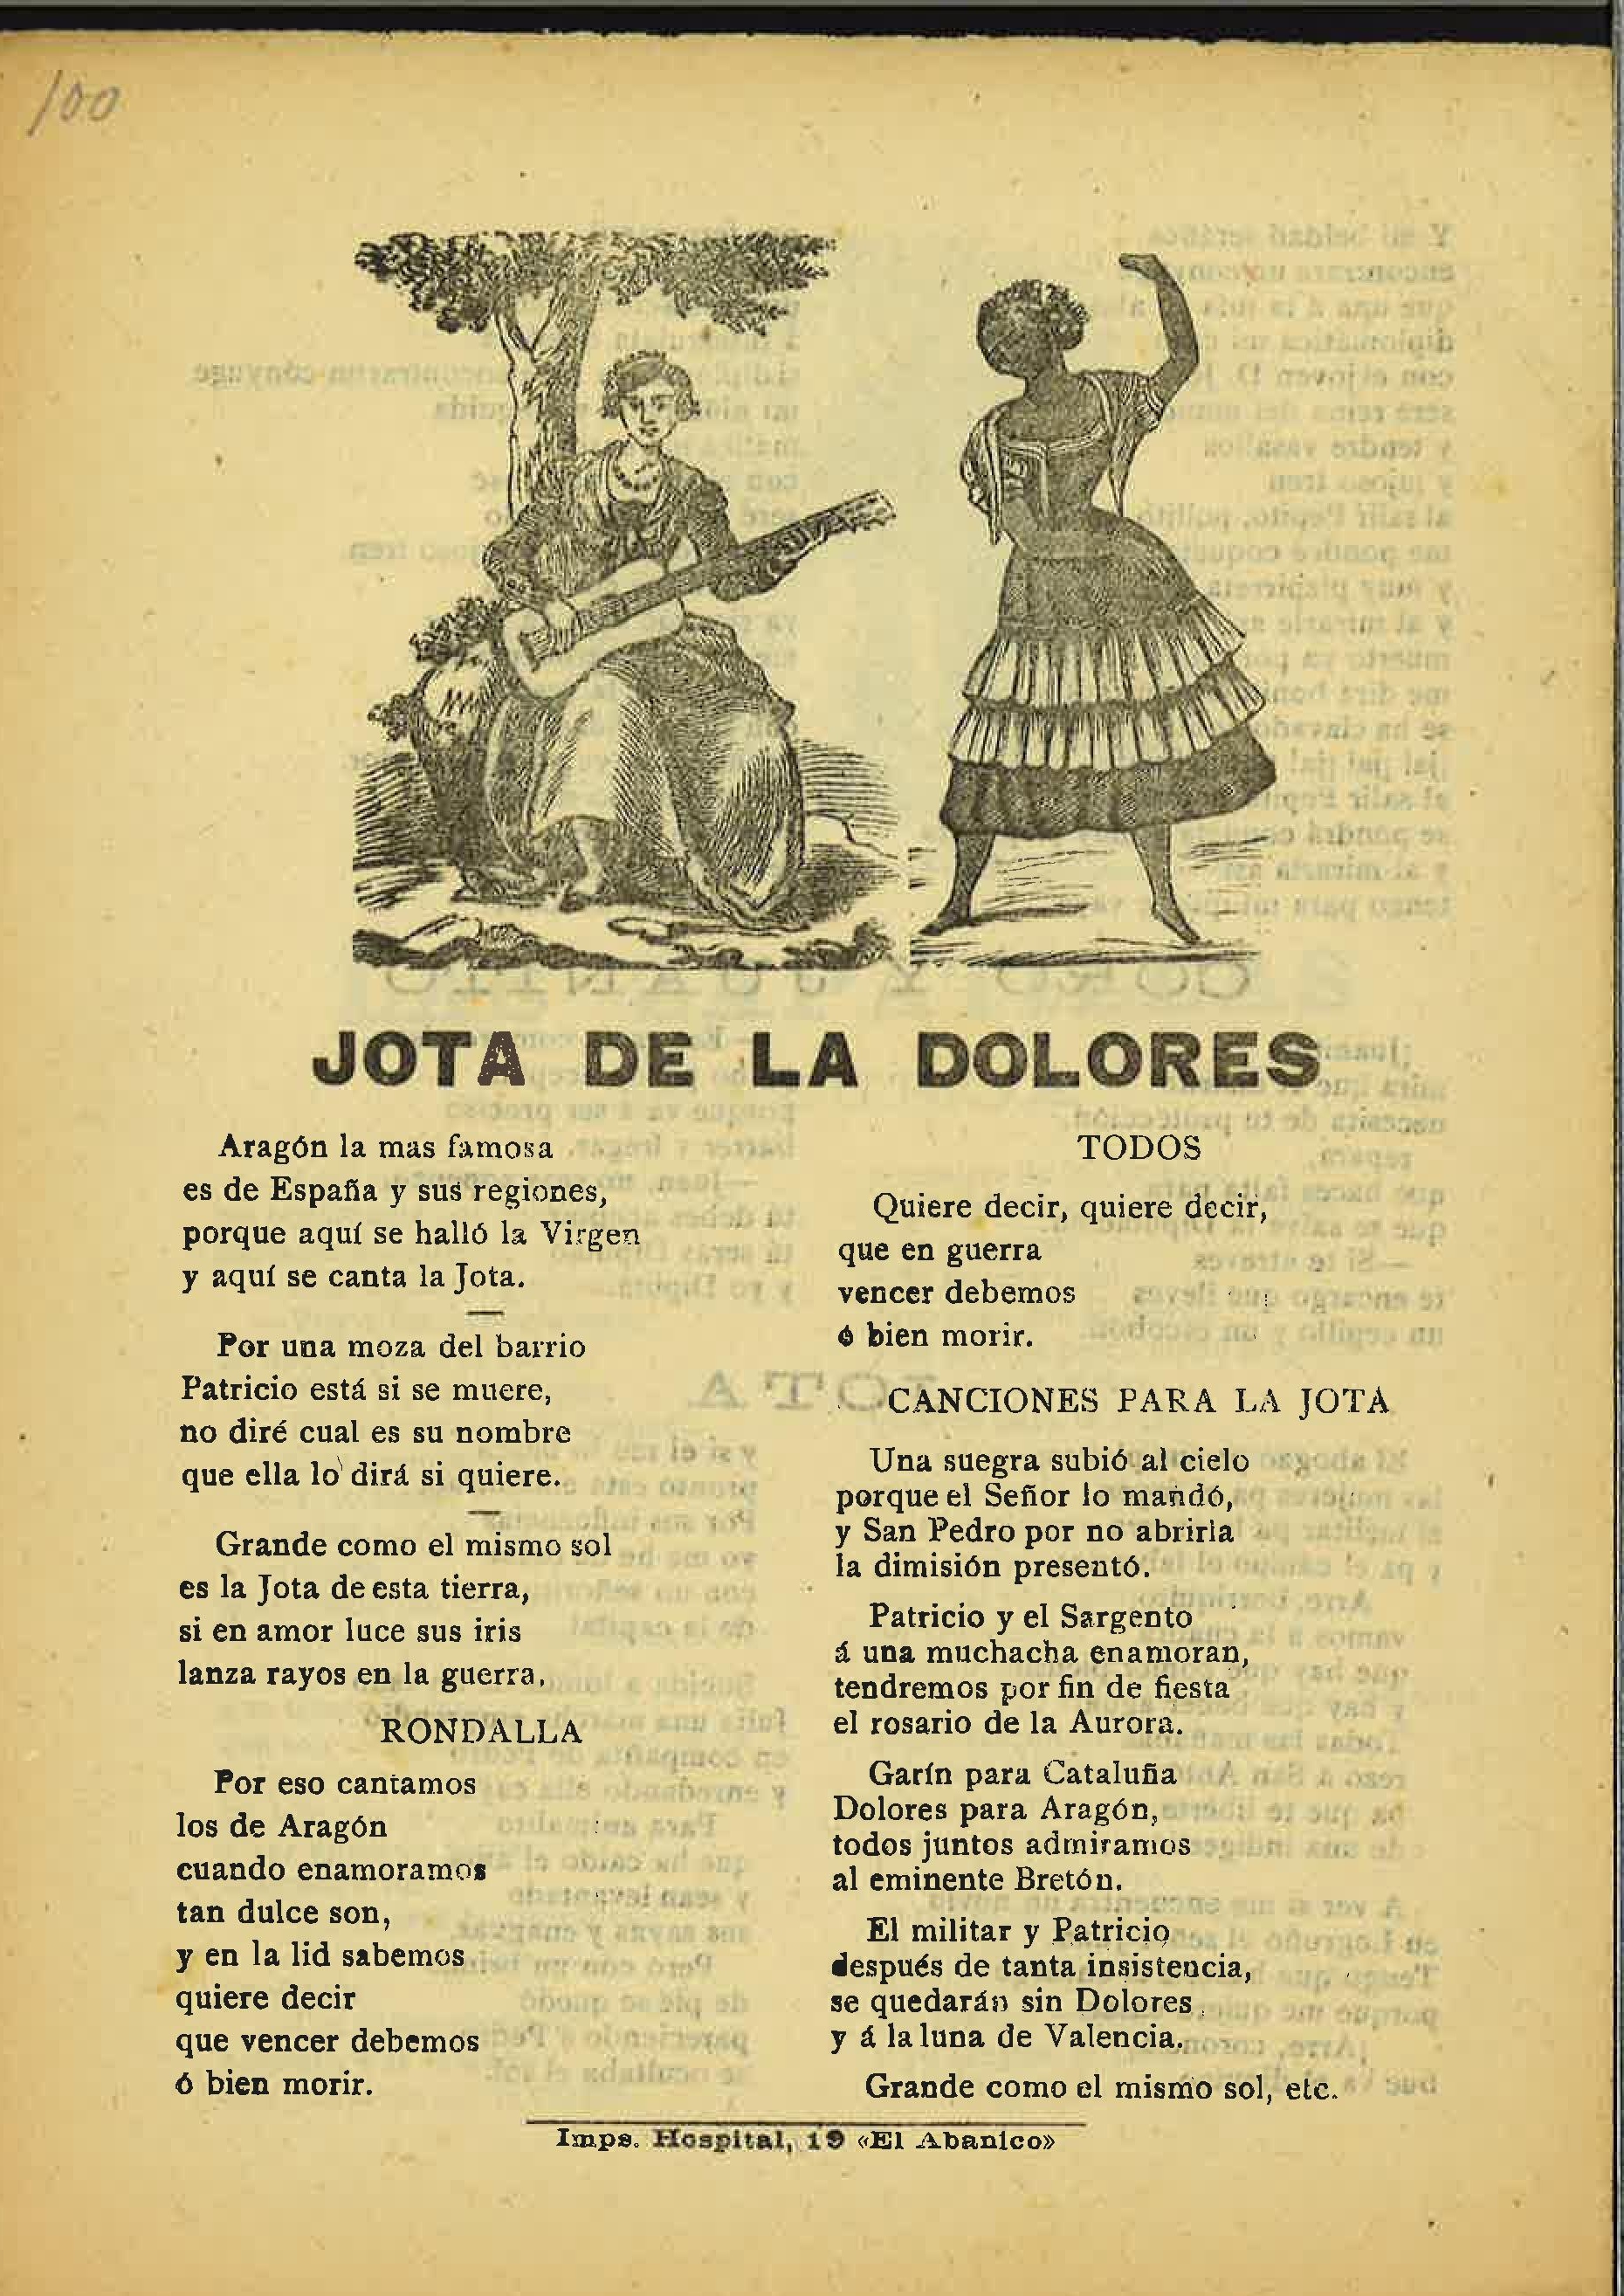 100
JOTA DE LA DOLORES
Aragón la mas famosa
es de España y sus regiones,
porque aquí se halló la Virgen
y aquí se canta la Jota.
Por una moza del barrio
Patricio está si se muere,
no diré cual es su nombre
que ella lo dirá si quiere.
Grande como el mismo sol
es la Jota de esta tierra,
si en amor luce sus iris
lanza rayos en la guerra.
RONDALLA
Por eso cantamos
los de Aragón
cuando enamoramos
tan dulce son,
y en la lid sabemos
quiere decir
que vencer debemos
ó bien morir.
TODOS
Quiere decir, quiere decir,
que en guerra
vencer debemos
ó bien morir.
CANCIONES PARA LA JOTA
Una suegra subió al cielo
porque el Señor lo mandó,
y San Pedro por no abrirla
la dimisión presentó.
Patricio y el Sargento
á una muchacha enamoran,
tendremos por fin de fiesta
el rosario de la Aurora.
Garín para Cataluña
Dolores para Aragón,
todos juntos admiramos
al eminente Bretón.
El militar y Patricio
después de tanta insistencia,
se quedarán sin Dolores
y á la luna de Valencia.
Grande como el mismo sol, etc.
Imps. Hospital, 19 «El Abanico»